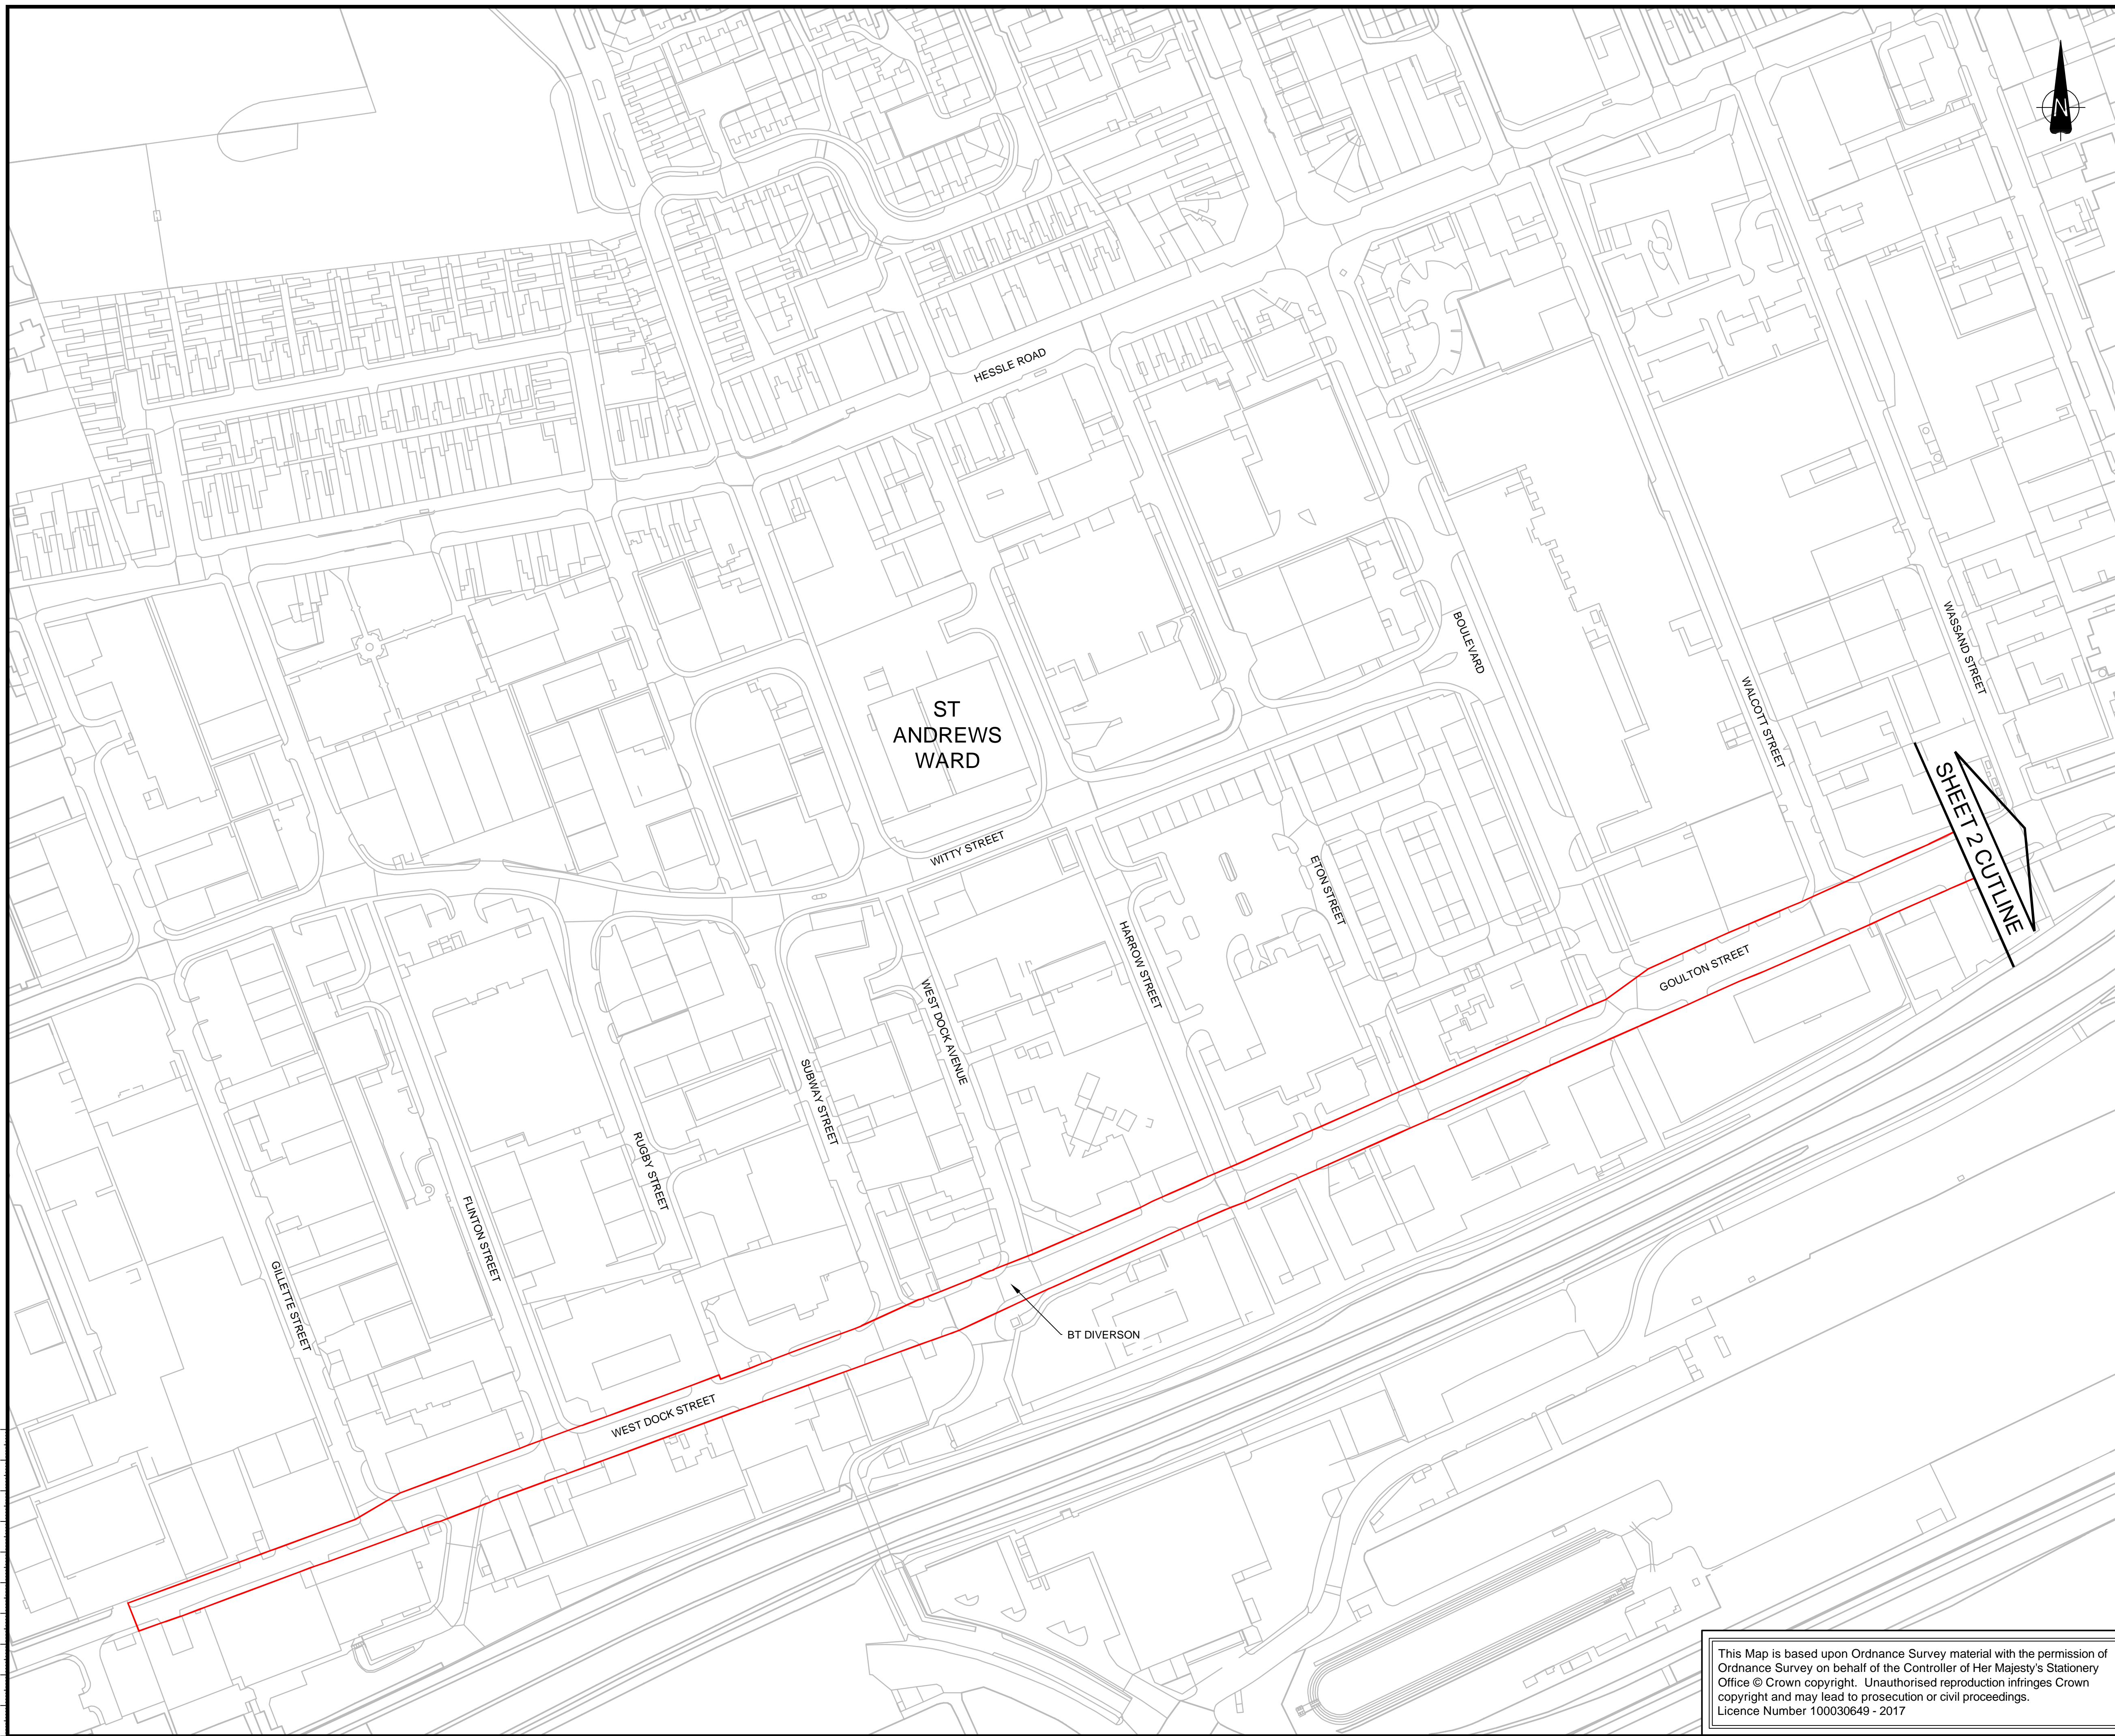 N
HESSLE ROAD
BOULEVARD
WASSAND STREET
WALCOTT STREET
ST
ANDREWS
WARD
SHEET 2 CUTLINE
WITTY STREET
ETON STREET
HARROW STREET
GOULTON STREET
WEST DOCK AVENUE
SUBWAY STREET
RUGBY STREET
FLINTON STREET
GILLETTE STREET
BT DIVERSON
WEST DOCK STREET
This Map is based upon Ordnance Survey material with the permission of
Ordnance Survey on behalf of the Controller of Her Majesty's Stationery
Office © Crown copyright.  Unauthorised reproduction infringes Crown
copyright and may lead to prosecution or civil proceedings.
Licence Number 100030649 - 2017